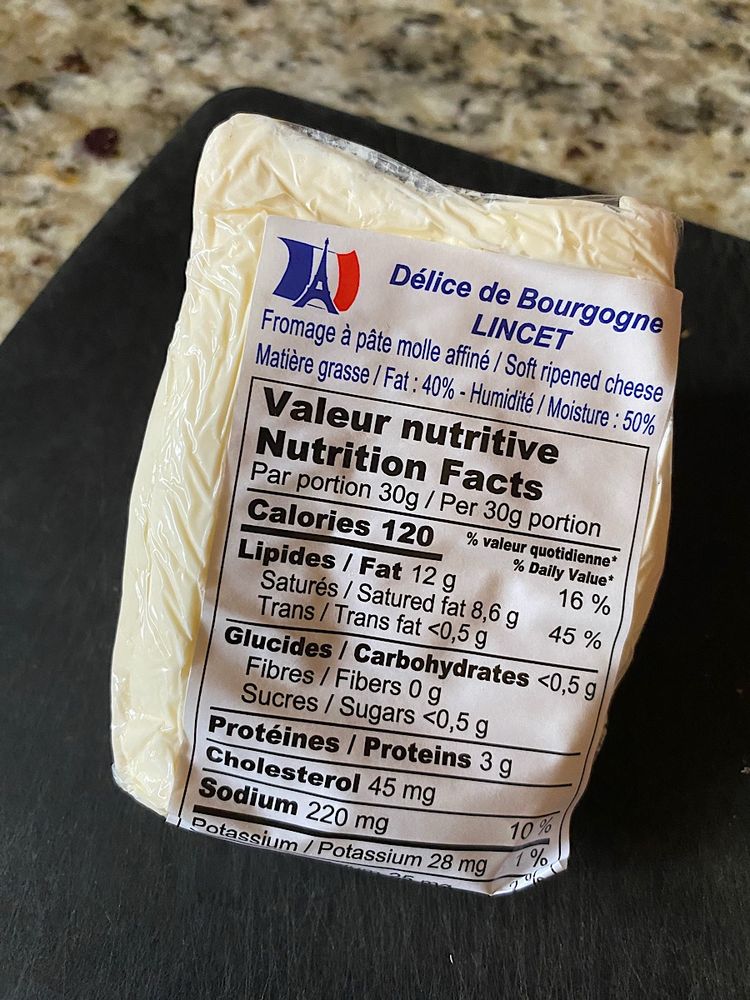 Délice de Bourgogne
LINCET
Fromage à pâte molle affiné / Soft ripened cheese
Matière grasse / Fat : 40% - Humidité / Moisture : 50%
Valeur nutritive
Nutrition Facts
Par portion 30g / Per 30g portion
Calories 120
% valeur quotidienne*
% Daily Value*
Lipides / Fat 12 g 16 %
Saturés / Satured fat 8,6 g
Trans / Trans fat <0,5 g 45 %
Glucides / Carbohydrates <0,5 g
Fibres / Fibers 0 g
Sucres / Sugars <0,5 g
Protéines / Proteins 3 g
Cholesterol 45 mg
Sodium 220 mg 10 %
Potassium / Potassium 28 mg 1 %